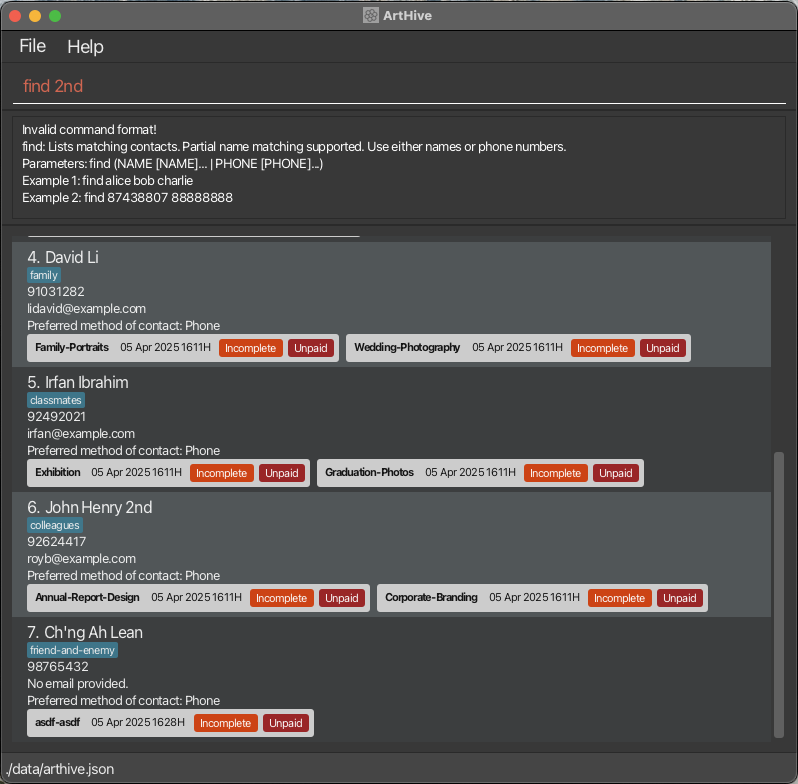 ArtHive
File Help
find 2nd
Invalid command format!
find: Lists matching contacts. Partial name matching supported. Use either names or phone numbers.
Parameters: find (NAME [NAME]... | PHONE [PHONE]...)
Example 1: find alice bob charlie
Example 2: find 87438807 88888888
4. David Li
family
91031282
lidavid@example.com
Preferred method of contact: Phone
Family-Portraits 05 Apr 2025 1611H Incomplete Unpaid Wedding-Photography 05 Apr 2025 1611H Incomplete Unpaid
5. Irfan Ibrahim
classmates
92492021
irfan@example.com
Preferred method of contact: Phone
Exhibition 05 Apr 2025 1611H Incomplete Unpaid Graduation-Photos 05 Apr 2025 1611H Incomplete Unpaid
6. John Henry 2nd
colleagues
92624417
royb@example.com
Preferred method of contact: Phone
Annual-Report-Design 05 Apr 2025 1611H Incomplete Unpaid Corporate-Branding 05 Apr 2025 1611H Incomplete Unpaid
7. Ch'ng Ah Lean
friend-and-enemy
98765432
No email provided.
Preferred method of contact: Phone
asdf-asdf 05 Apr 2025 1628H Incomplete Unpaid
./data/arthive.json